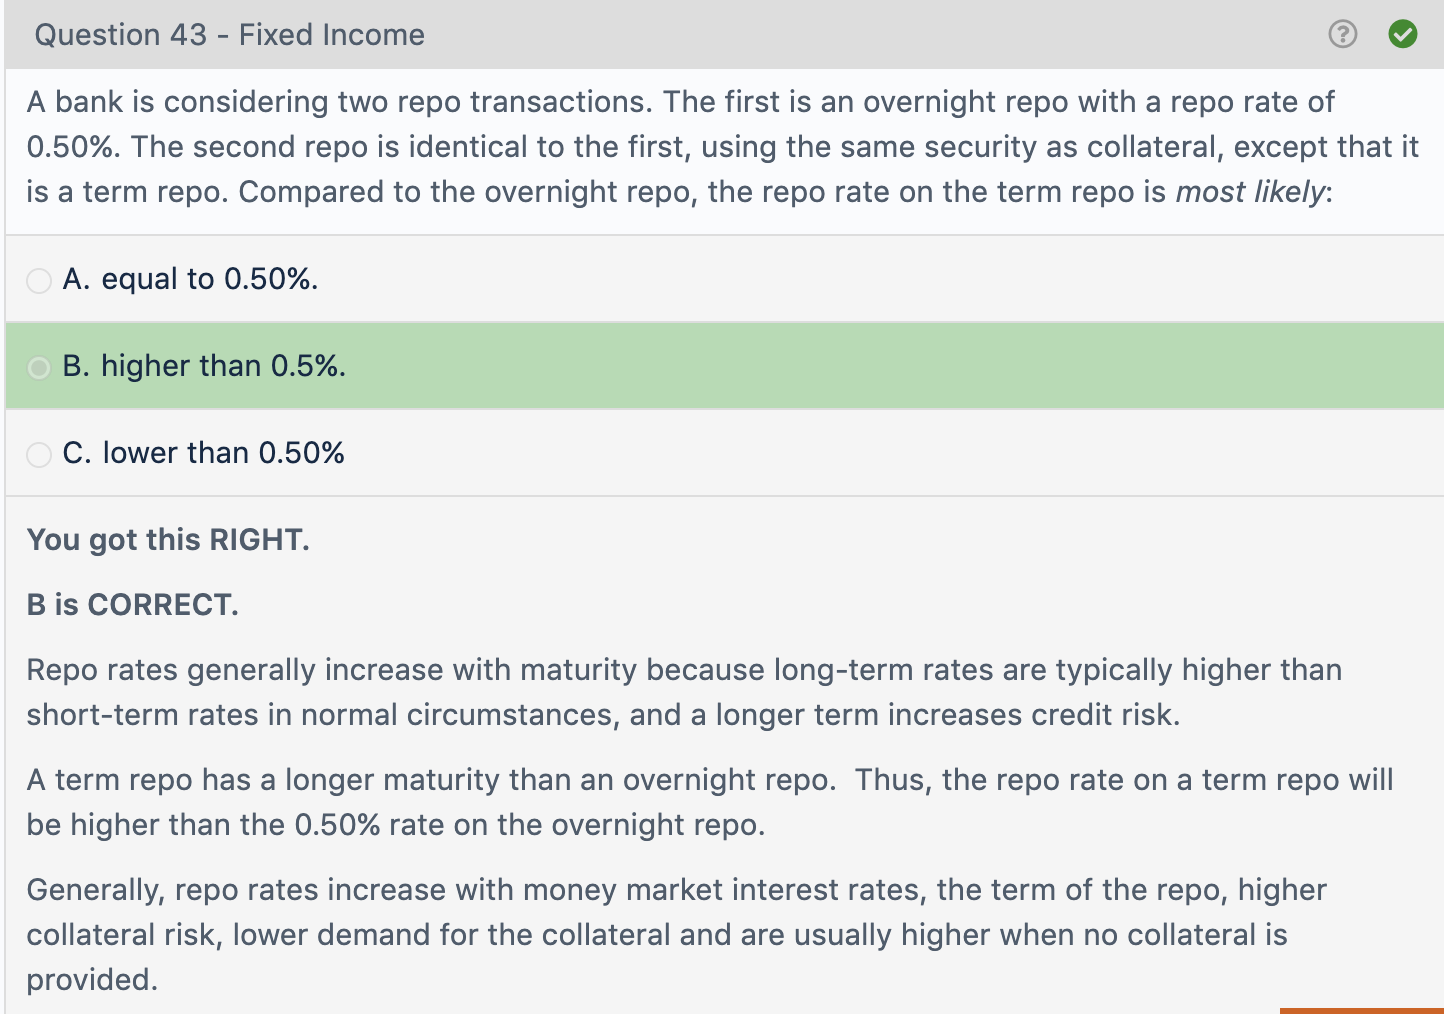 Question 43 - Fixed Income
?
A bank is considering two repo transactions. The first is an overnight repo with a repo rate of
0.50%. The second repo is identical to the first, using the same security as collateral, except that it
is a term repo. Compared to the overnight repo, the repo rate on the term repo is most likely:
A. equal to 0.50%.
B. higher than 0.5%.
C. lower than 0.50%
You got this RIGHT.
B is CORRECT.
Repo rates generally increase with maturity because long-term rates are typically higher than
short-term rates in normal circumstances, and a longer term increases credit risk.
A term repo has a longer maturity than an overnight repo.  Thus, the repo rate on a term repo will
be higher than the 0.50% rate on the overnight repo.
Generally, repo rates increase with money market interest rates, the term of the repo, higher
collateral risk, lower demand for the collateral and are usually higher when no collateral is
provided.